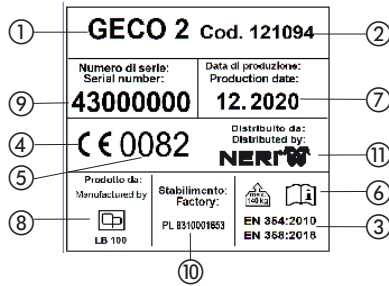 ① GECO 2 Cod. 121094 ②
Numero di serie:
Serial number:
Data di produzione:
Production date:
⑨ 43000000 12.2020 ⑦
④ CE 0082
⑤
Distribuito da:
Distributed by:
NERI ⑪
Prodotto da:
Manufactured by
⑧ LB 100
Stabilimento:
Factory:
PL 8310001653
⑩
max.
140 kg
⑥
EN 354:2010 ③
EN 358:2018